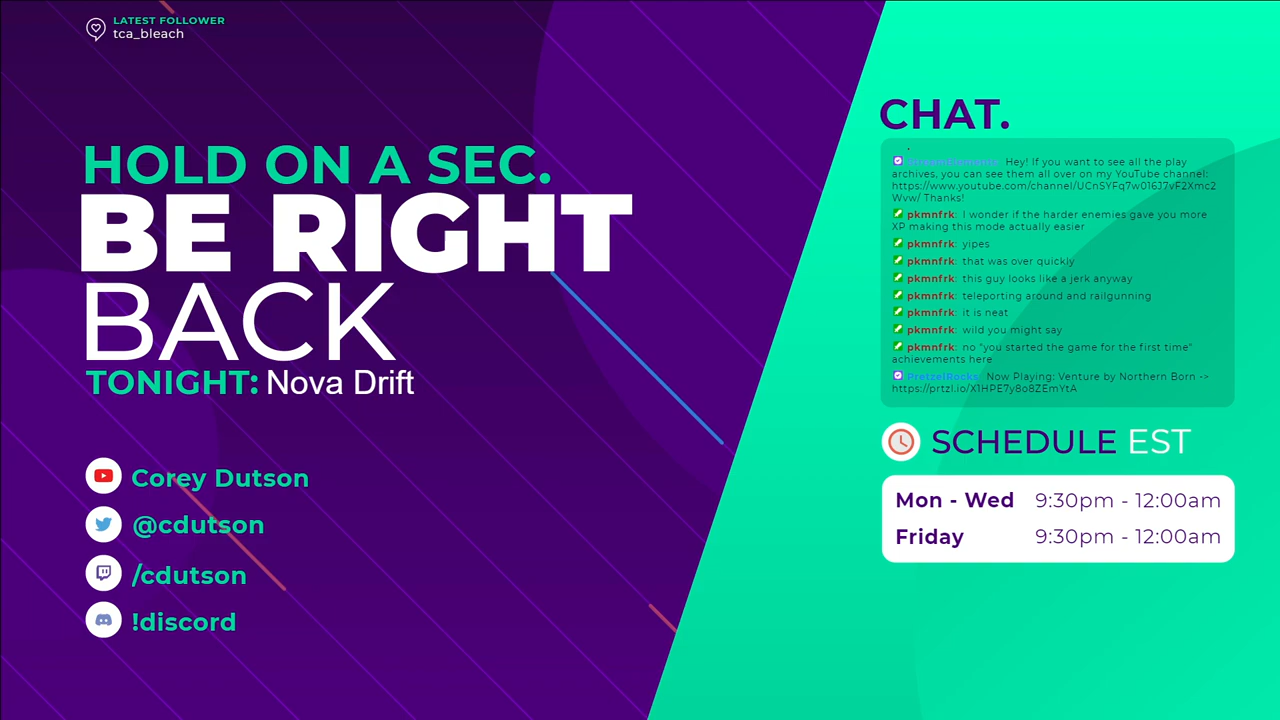 LATEST FOLLOWER
tca_bleach
HOLD ON A SEC.
BE RIGHT
BACK
TONIGHT: Nova Drift
Corey Dutson
@cdutson
/cdutson
!discord
CHAT.
StreamElements: Hey! If you want to see all the play
archives, you can see them all over on my YouTube channel:
https://www.youtube.com/channel/UCnSYFq7w016J7vF2Xmc2
Wvw/ Thanks!
pkmnfrk: I wonder if the harder enemies gave you more
XP making this mode actually easier
pkmnfrk: yipes
pkmnfrk: that was over quickly
pkmnfrk: this guy looks like a jerk anyway
pkmnfrk: teleporting around and railgunning
pkmnfrk: it is neat
pkmnfrk: wild you might say
pkmnfrk: no "you started the game for the first time"
achievements here
PretzelRocks: Now Playing: Venture by Northern Born ->
https://prtzl.io/X1HPE7y8o8ZEmYtA
SCHEDULE EST
Mon - Wed 9:30pm - 12:00am
Friday 9:30pm - 12:00am